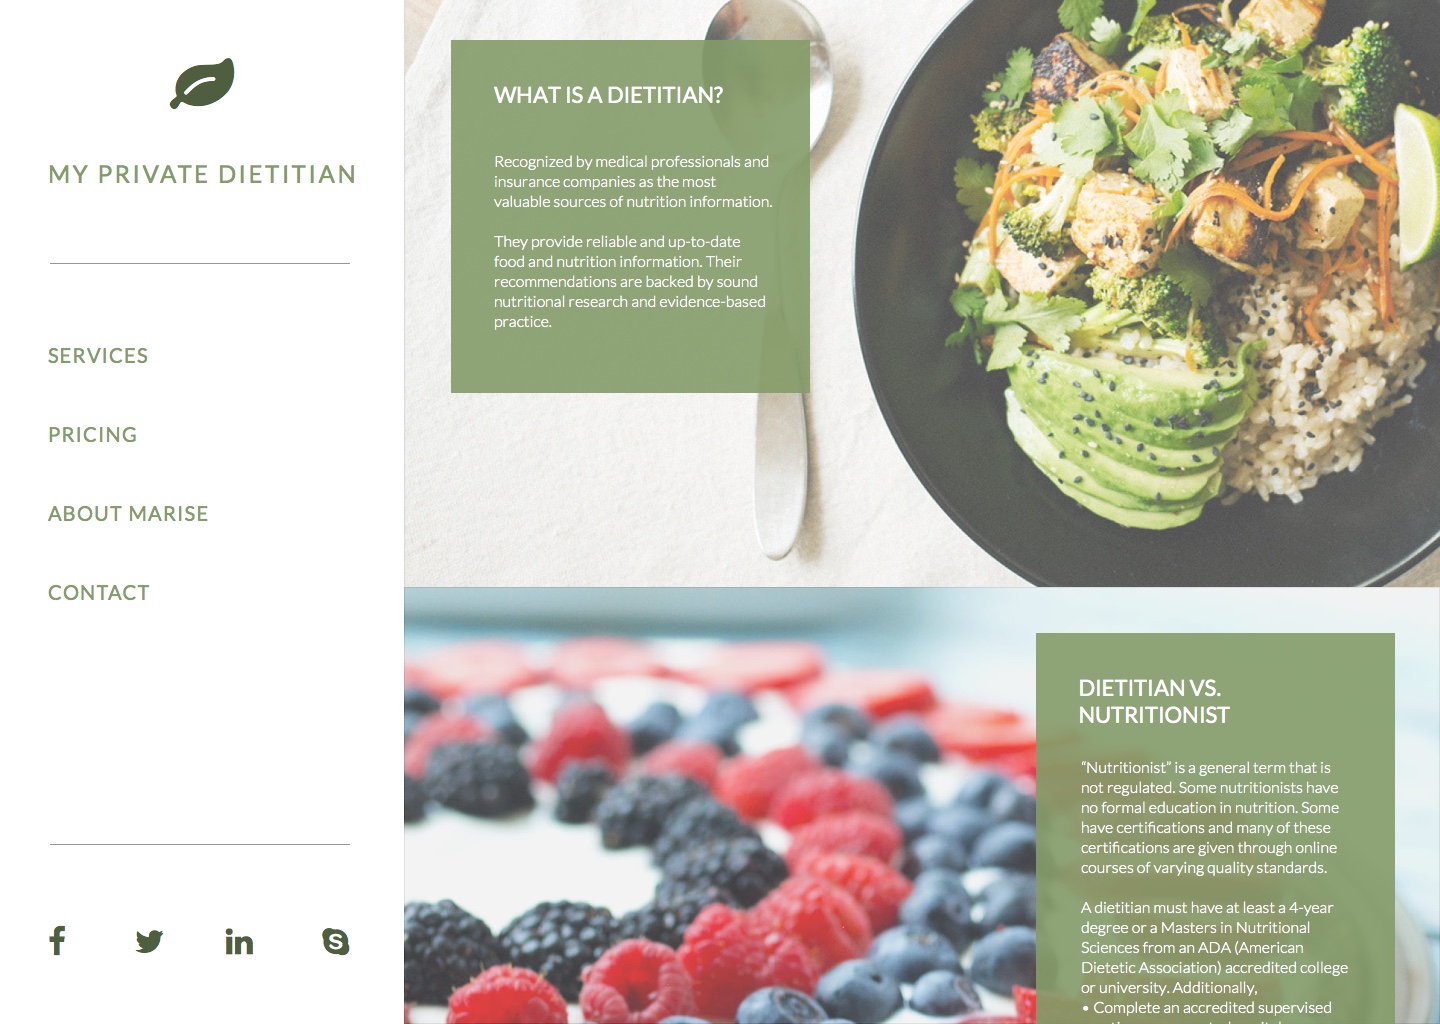 MY PRIVATE DIETITIAN
SERVICES
PRICING
ABOUT MARISE
CONTACT
WHAT IS A DIETITIAN?
Recognized by medical professionals and
insurance companies as the most
valuable sources of nutrition information.
They provide reliable and up-to-date
food and nutrition information. Their
recommendations are backed by sound
nutritional research and evidence-based
practice.
DIETITIAN VS.
NUTRITIONIST
“Nutritionist” is a general term that is
not regulated. Some nutritionists have
no formal education in nutrition. Some
have certifications and many of these
certifications are given through online
courses of varying quality standards.
A dietitian must have at least a 4-year
degree or a Masters in Nutritional
Sciences from an ADA (American
Dietetic Association) accredited college
or university. Additionally,
• Complete an accredited supervised